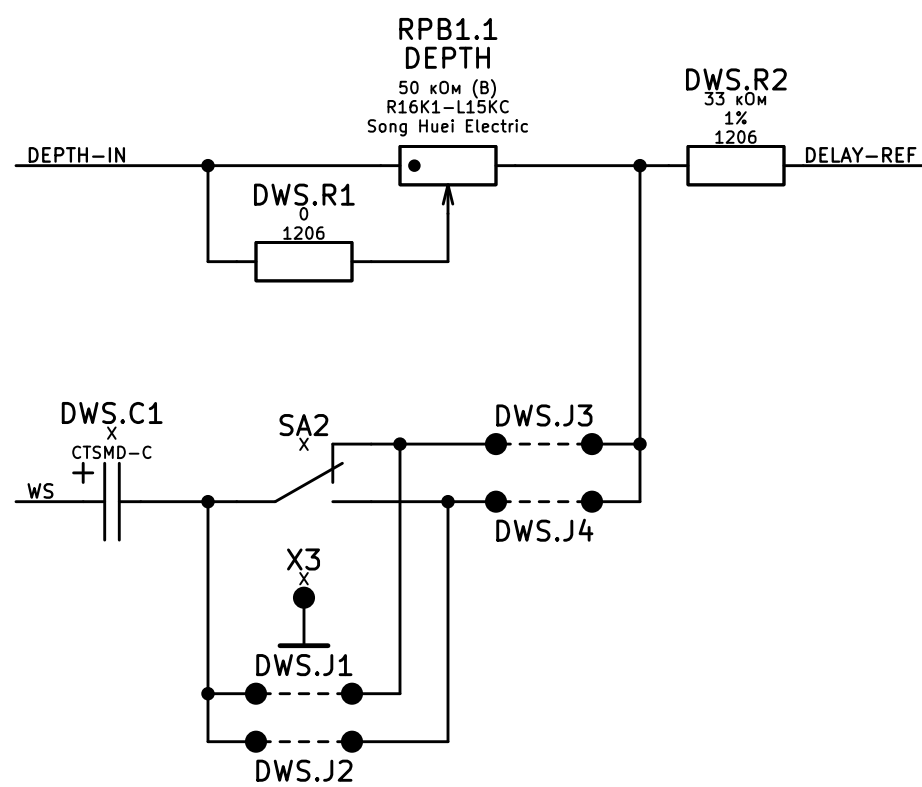 RPB1.1
DEPTH
50 кОм (B)
R16K1-L15KC
Song Huei Electric
DWS.R2
33 кОм
1%
1206
DEPTH-IN
DELAY-REF
DWS.R1
0
1206
DWS.C1
X
CTSMD-C
+
WS
SA2
X
DWS.J3
DWS.J4
X3
X
DWS.J1
DWS.J2